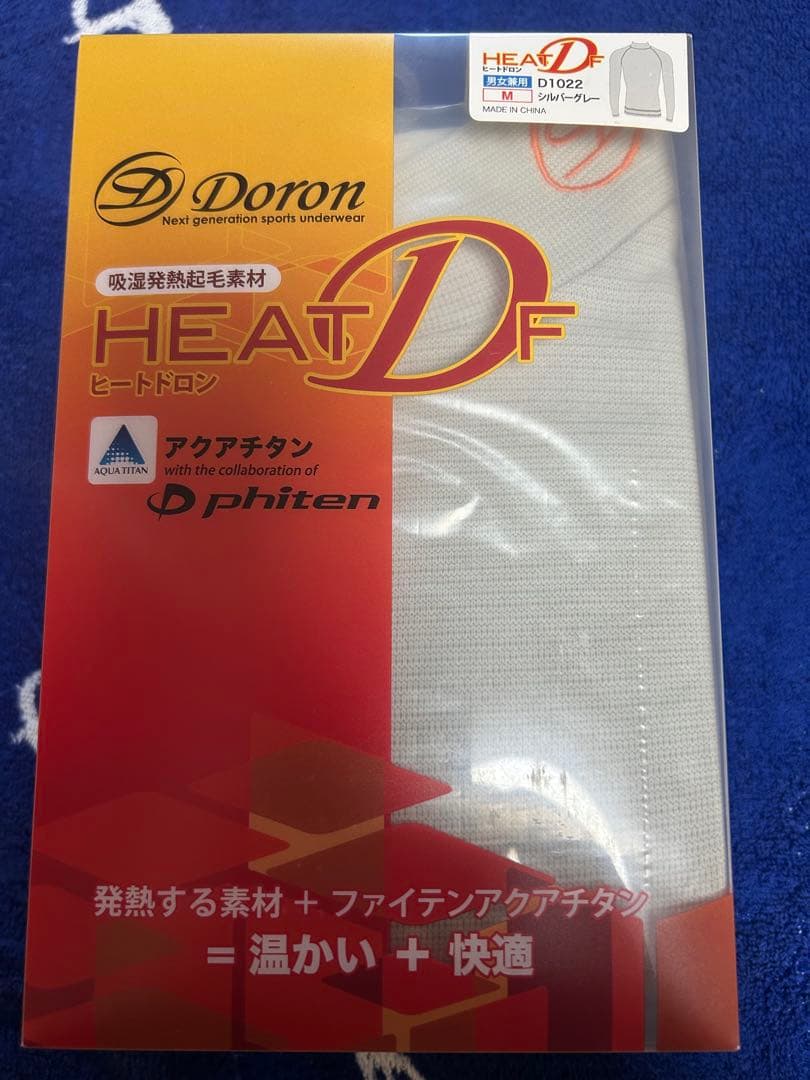 HEAT DF
ヒートドロン
男女兼用 D1022
M シルバーグレー
MADE IN CHINA
Doron
Next generation sports underwear
吸湿発熱起毛素材
HEAT DF
ヒートドロン
AQUA TITAN
アクアチタン
with the collaboration of
phiten
発熱する素材 + ファイテンアクアチタン
= 温かい + 快適